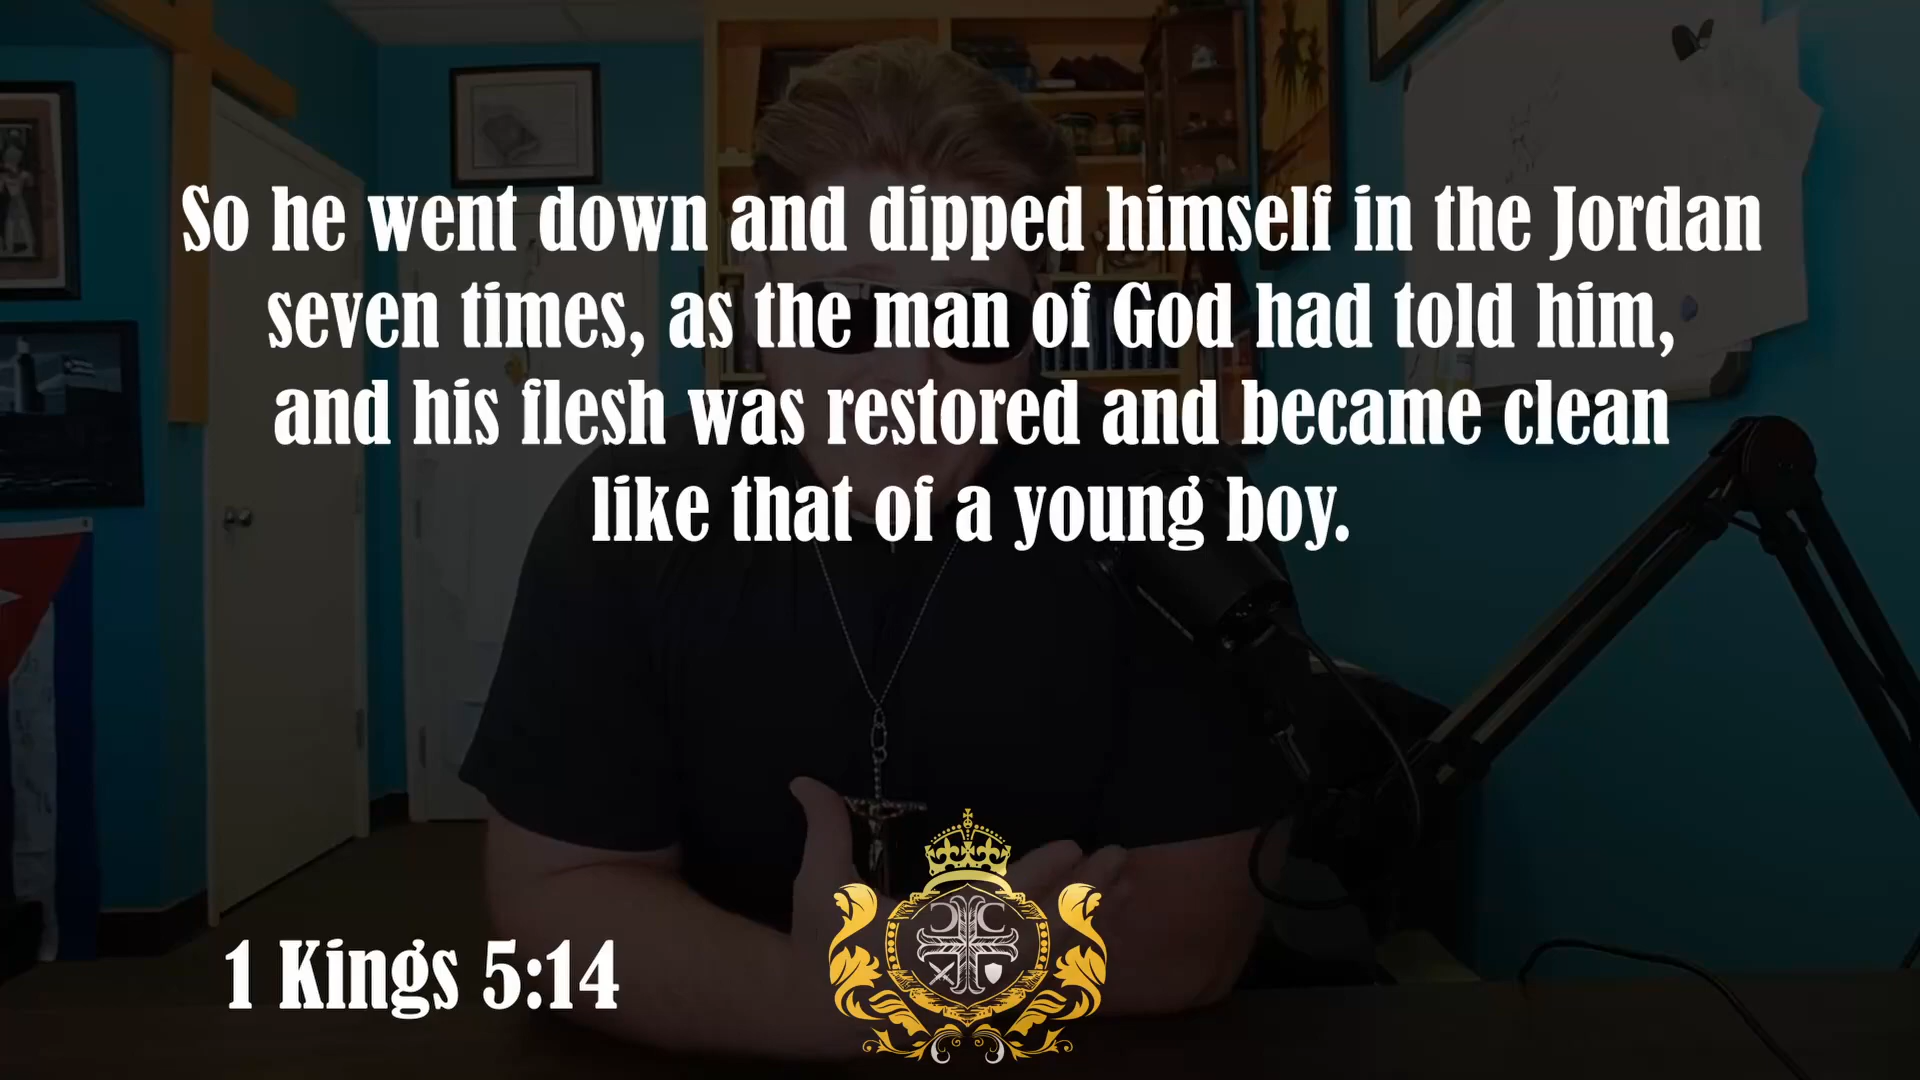 So he went down and dipped himself in the Jordan
seven times, as the man of God had told him,
and his flesh was restored and became clean
like that of a young boy.
1 Kings 5:14